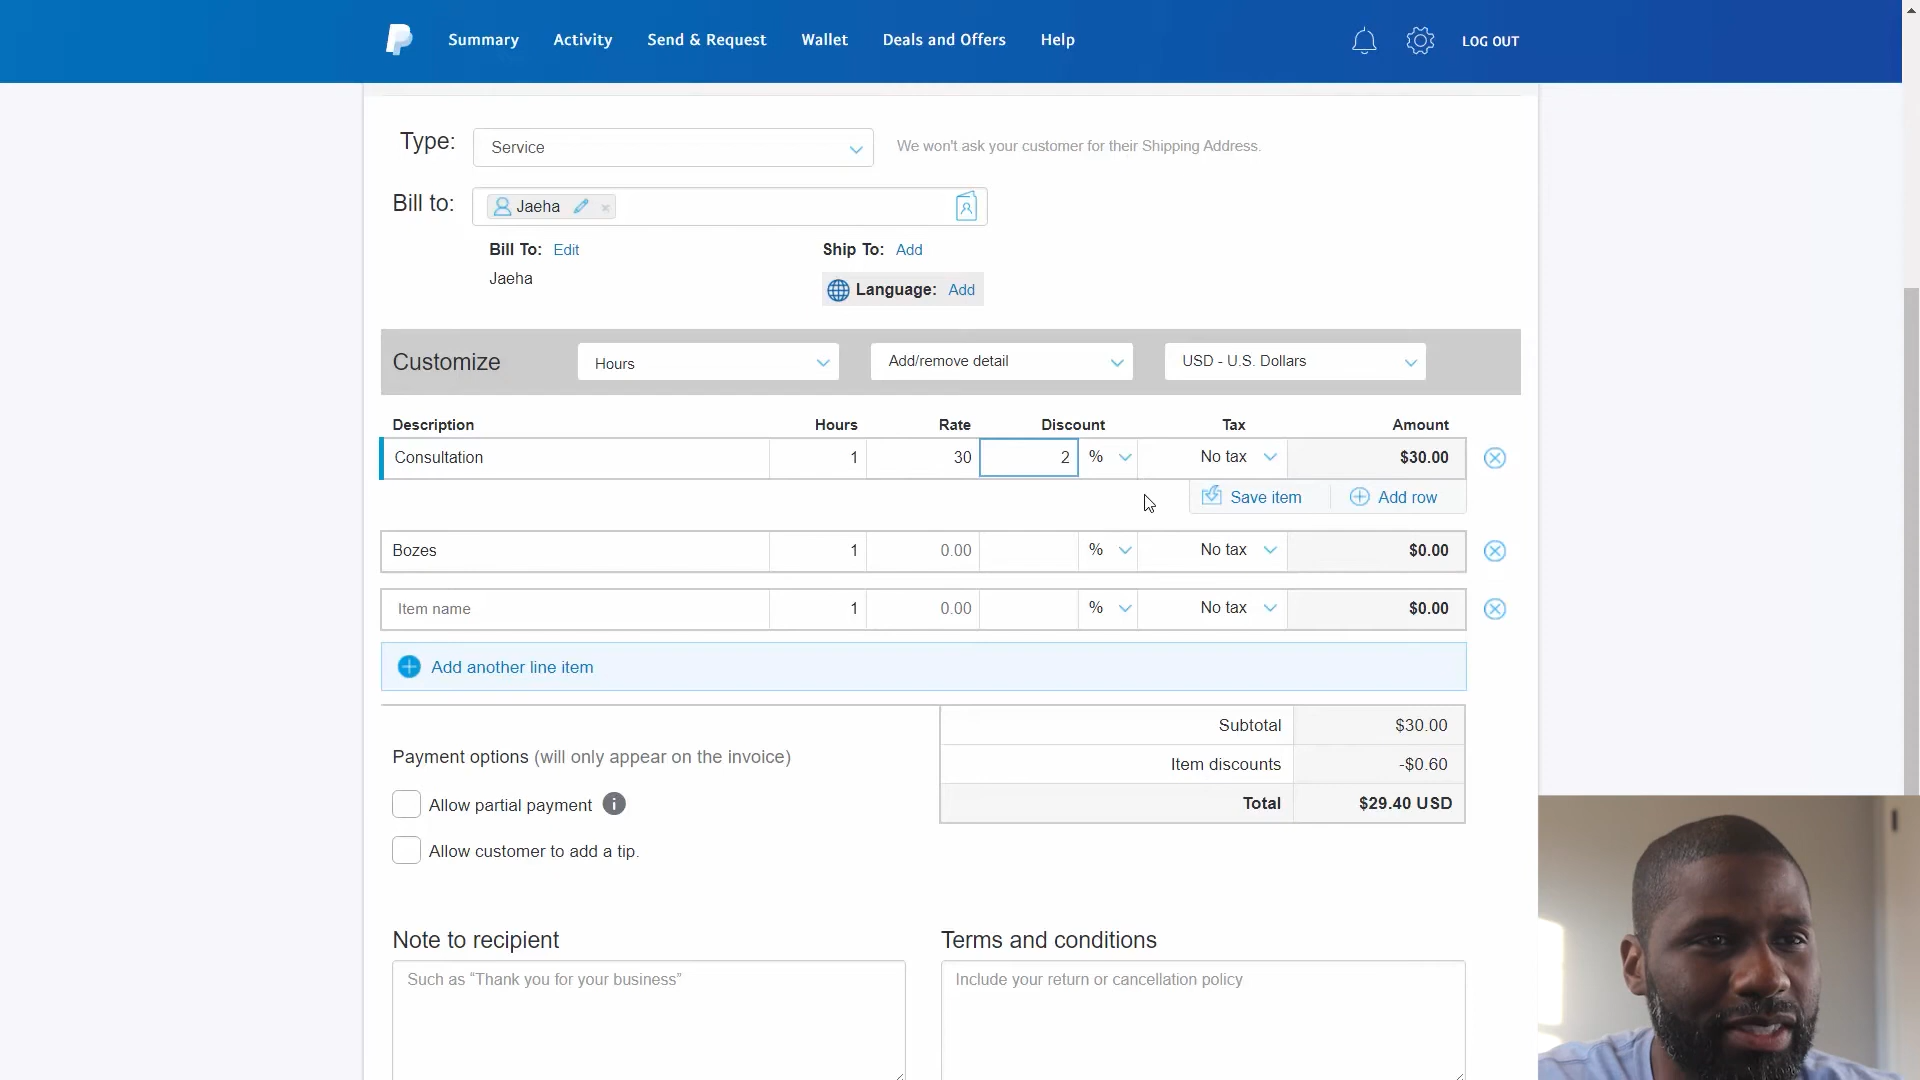 Summary Activity Send & Request Wallet Deals and Offers Help LOG OUT
Type: Service We won't ask your customer for their Shipping Address.
Bill to: Jaeha
Bill To: Edit Ship To: Add
Jaeha
Language: Add
Customize Hours Add/remove detail USD - U.S. Dollars
Description Hours Rate Discount Tax Amount
Consultation 1 30 2 % No tax $30.00
Save item Add row
Bozes 1 0.00 % No tax $0.00
Item name 1 0.00 % No tax $0.00
Add another line item
Subtotal $30.00
Payment options (will only appear on the invoice)
Item discounts -$0.60
Allow partial payment i
Total $29.40 USD
Allow customer to add a tip.
Note to recipient Terms and conditions
Such as “Thank you for your business” Include your return or cancellation policy